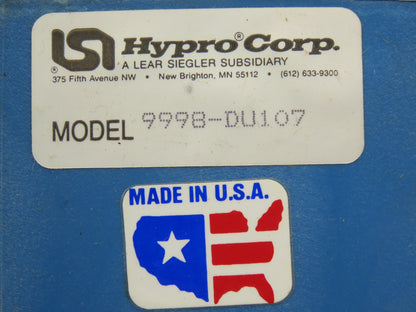 Hypro® Corp.
A LEAR SIEGLER SUBSIDIARY
375 Fifth Avenue NW • New Brighton, MN 55112 • (612) 633-9300
MODEL 9998-DU107
MADE IN U.S.A.